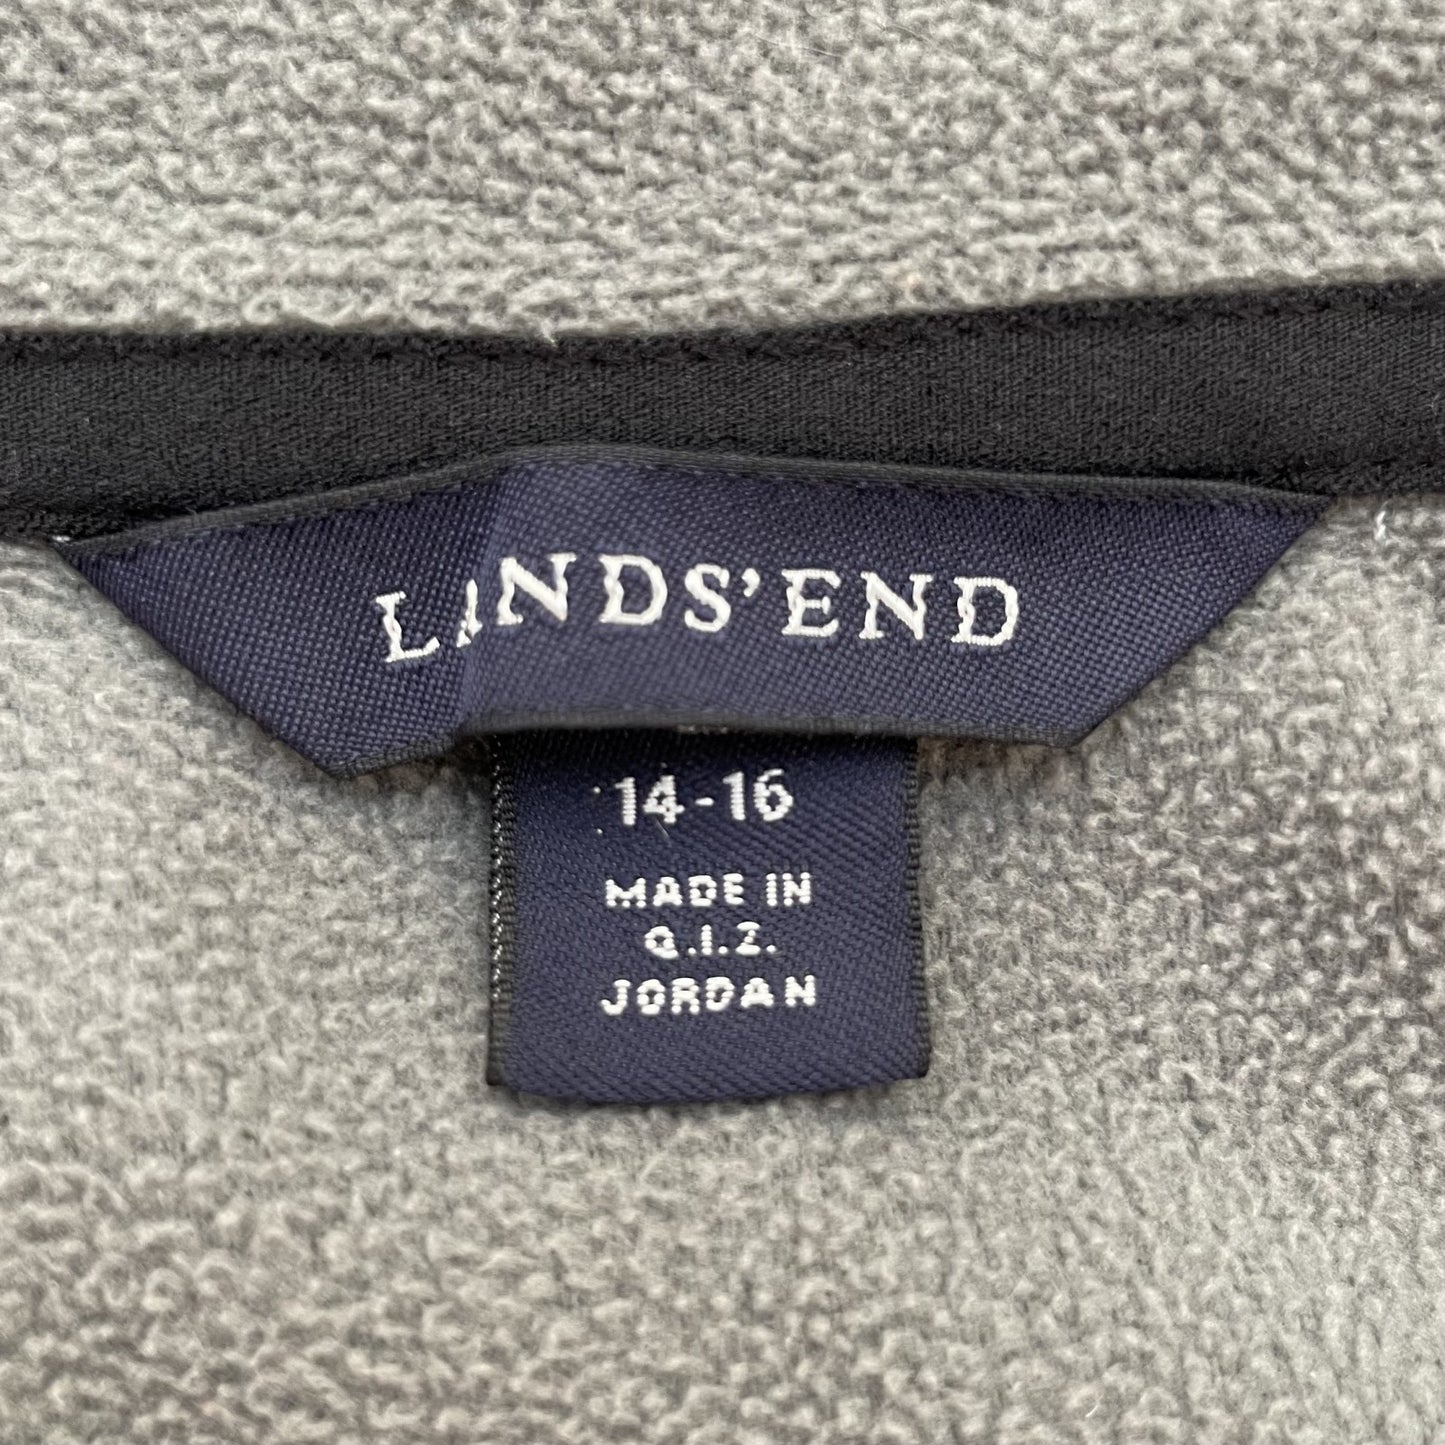 LANDS'END
14-16
MADE IN
Q.I.Z.
JORDAN